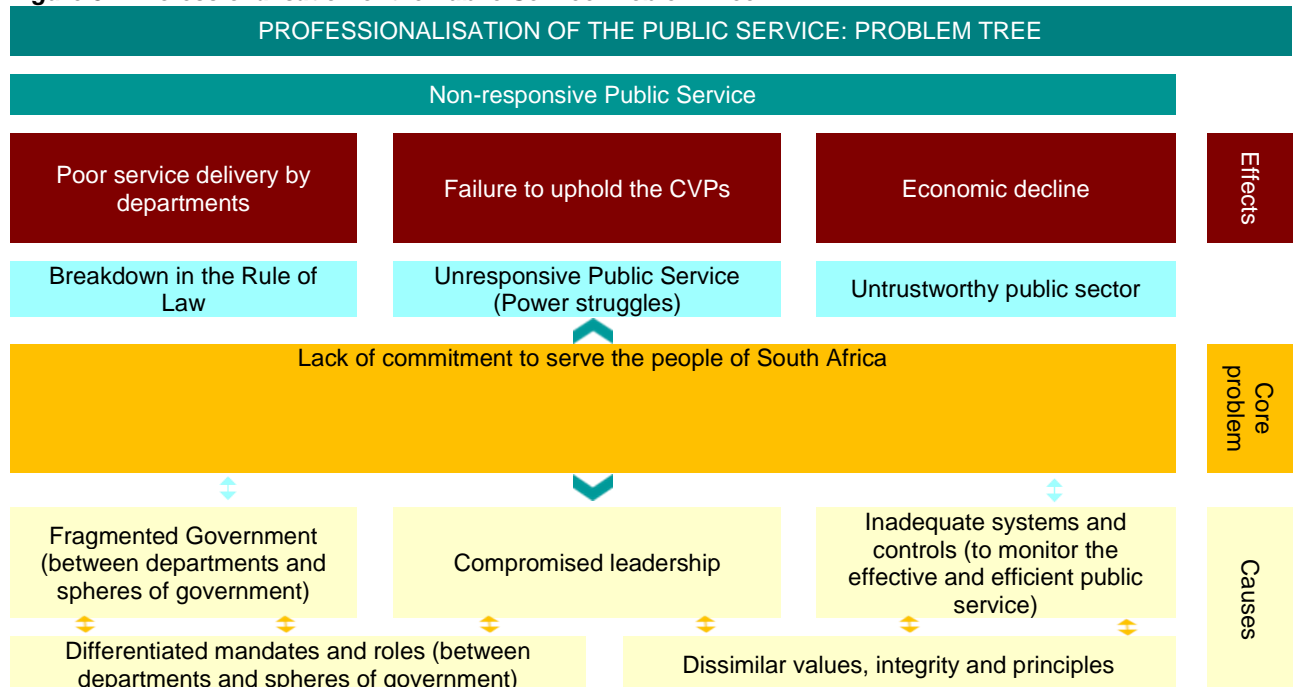 PROFESSIONALISATION OF THE PUBLIC SERVICE: PROBLEM TREE
Non-responsive Public Service
Poor service delivery by
departments
Failure to uphold the CVPs
Economic decline
Effects
Breakdown in the Rule of
Law
Unresponsive Public Service
(Power struggles)
Untrustworthy public sector
Lack of commitment to serve the people of South Africa
Core
problem
Fragmented Government
(between departments and
spheres of government)
Compromised leadership
Inadequate systems and
controls (to monitor the
effective and efficient public
service)
Causes
Differentiated mandates and roles (between
departments and spheres of government)
Dissimilar values, integrity and principles